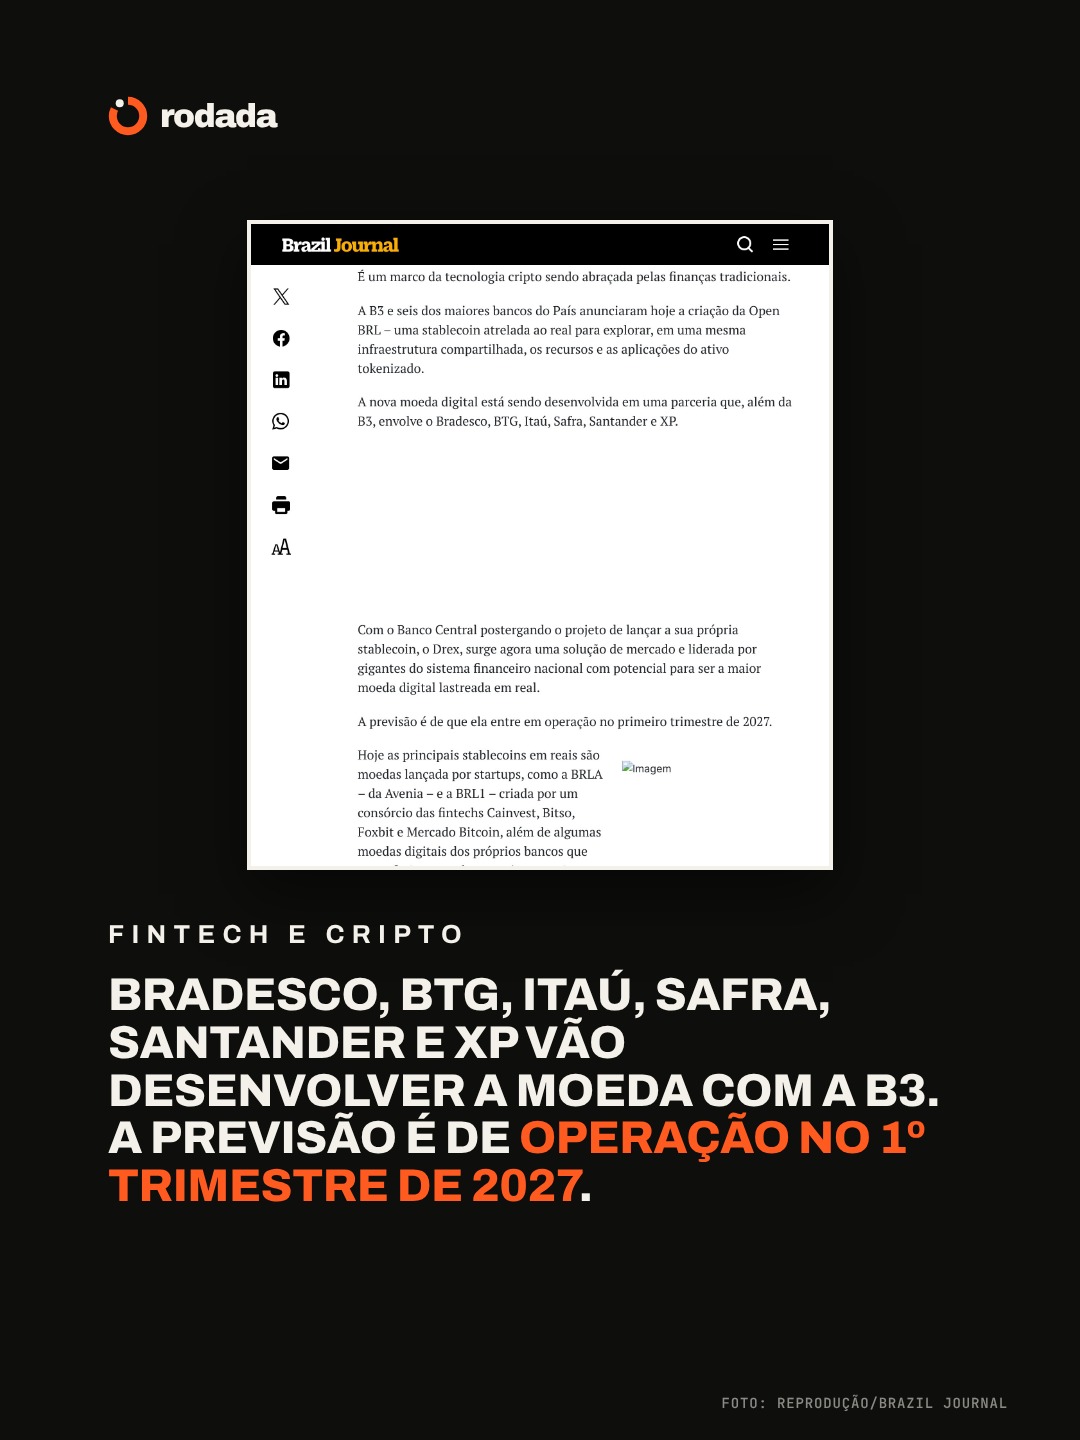 rodada
Brazil Journal
É um marco da tecnologia cripto sendo abraçada pelas finanças tradicionais.
A B3 e seis dos maiores bancos do País anunciaram hoje a criação da Open
BRL – uma stablecoin atrelada ao real para explorar, em uma mesma
infraestrutura compartilhada, os recursos e as aplicações do ativo
tokenizado.
A nova moeda digital está sendo desenvolvida em uma parceria que, além da
B3, envolve o Bradesco, BTG, Itaú, Safra, Santander e XP.
AA
Com o Banco Central postergando o projeto de lançar a sua própria
stablecoin, o Drex, surge agora uma solução de mercado e liderada por
gigantes do sistema financeiro nacional com potencial para ser a maior
moeda digital lastreada em real.
A previsão é de que ela entre em operação no primeiro trimestre de 2027.
Hoje as principais stablecoins em reais são
moedas lançada por startups, como a BRLA
– da Avenia – e a BRL1 – criada por um
consórcio das fintechs Cainvest, Bitso,
Foxbit e Mercado Bitcoin, além de algumas
moedas digitais dos próprios bancos que
Imagem
FINTECH E CRIPTO
BRADESCO, BTG, ITAÚ, SAFRA,
SANTANDER E XP VÃO
DESENVOLVER A MOEDA COM A B3.
A PREVISÃO É DE OPERAÇÃO NO 1º
TRIMESTRE DE 2027.
FOTO: REPRODUÇÃO/BRAZIL JOURNAL